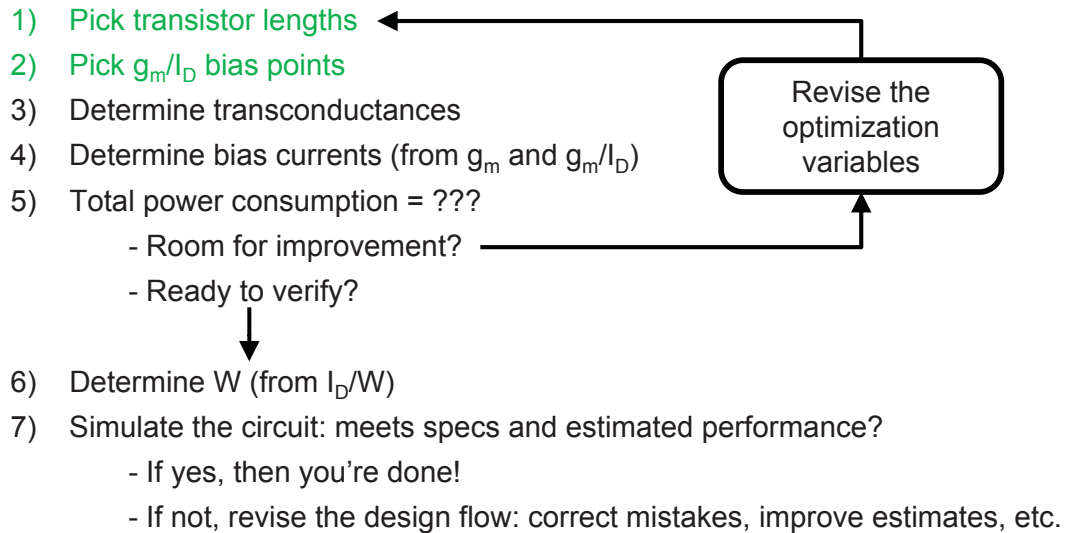 1) Pick transistor lengths
2) Pick gm/ID bias points
Revise the
optimization
variables
3) Determine transconductances
4) Determine bias currents (from gm and gm/ID)
5) Total power consumption = ???
- Room for improvement?
- Ready to verify?
6) Determine W (from ID/W)
7) Simulate the circuit: meets specs and estimated performance?
- If yes, then you’re done!
- If not, revise the design flow: correct mistakes, improve estimates, etc.